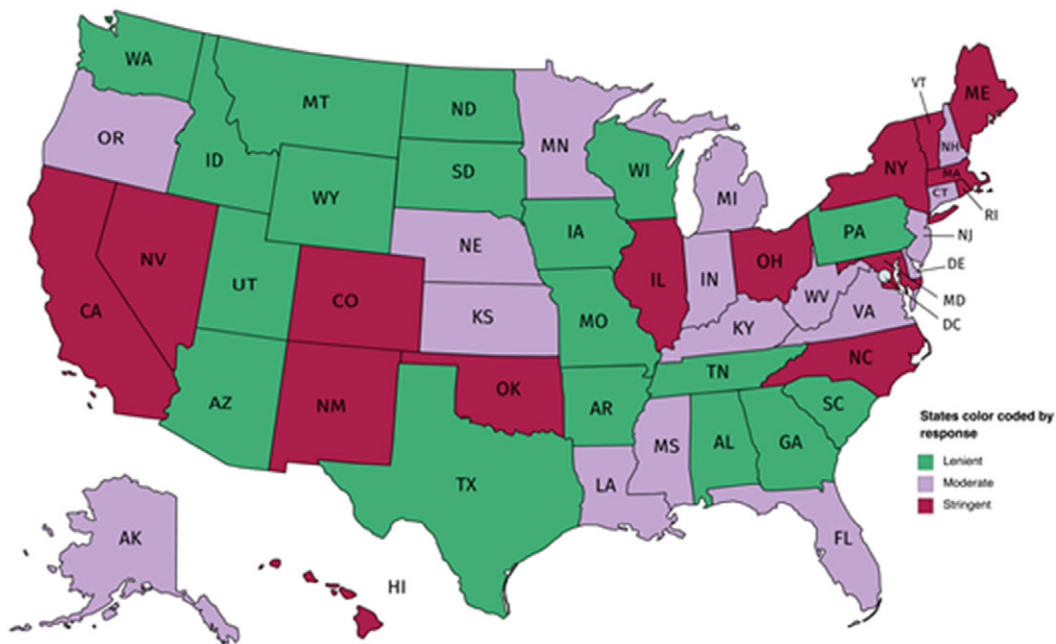 WA
MT
ND
MN
OR
ID
SD
WI
MI
VT
ME
NH
NY
MA
CT
RI
WY
IA
PA
NJ
NE
NV
UT
CO
IL
IN
OH
DE
MD
DC
CA
KS
MO
WV
VA
KY
NC
TN
AZ
NM
OK
AR
SC
MS
AL
GA
TX
LA
FL
AK
HI
States color coded by
response
Lenient
Moderate
Stringent